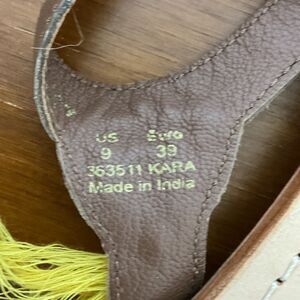 US Euro
9 39
363511 KARA
Made in India